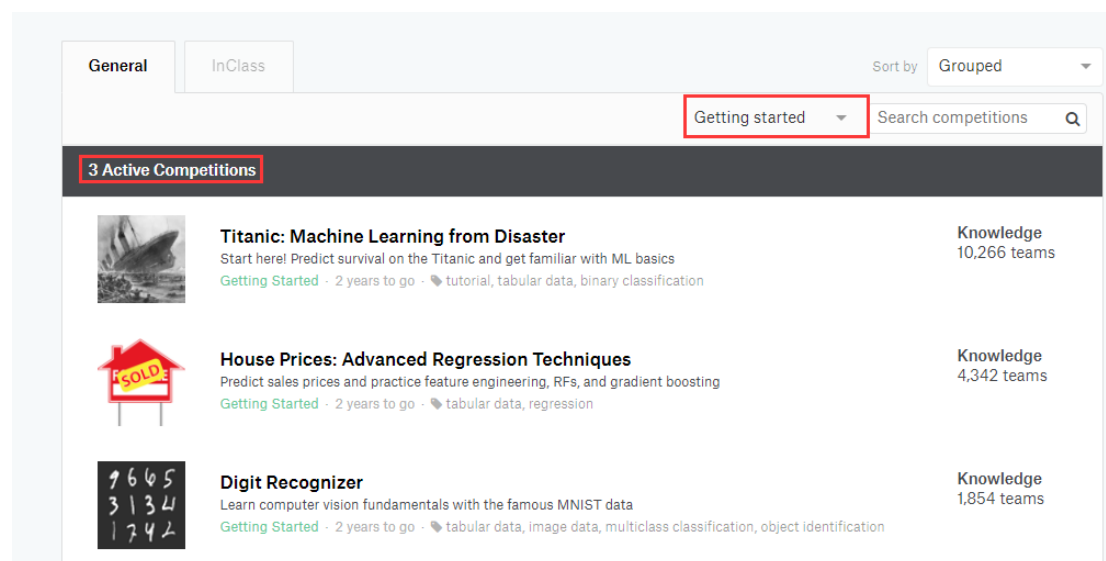 General
InClass
Sort by
Grouped
Getting started
Search competitions
3 Active Competitions
Titanic: Machine Learning from Disaster
Start here! Predict survival on the Titanic and get familiar with ML basics
Getting Started · 2 years to go · tutorial, tabular data, binary classification
Knowledge
10,266 teams
SOLD
House Prices: Advanced Regression Techniques
Predict sales prices and practice feature engineering, RFs, and gradient boosting
Getting Started · 2 years to go · tabular data, regression
Knowledge
4,342 teams
9665
3134
1742
Digit Recognizer
Learn computer vision fundamentals with the famous MNIST data
Getting Started · 2 years to go · tabular data, image data, multiclass classification, object identification
Knowledge
1,854 teams